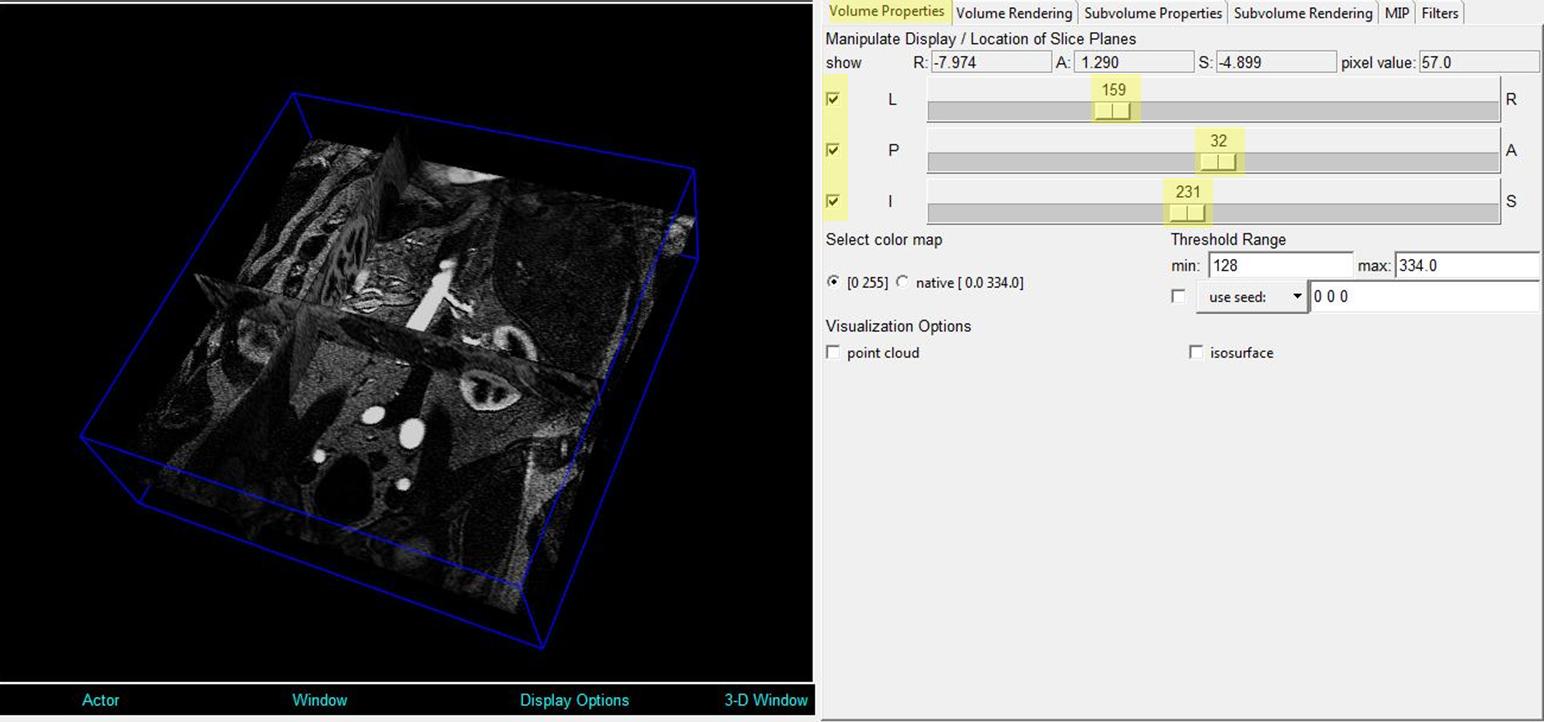 Volume Properties Volume Rendering Subvolume Properties Subvolume Rendering MIP Filters
Manipulate Display / Location of Slice Planes
show R: -7.974 A: 1.290 S: -4.899 pixel value: 57.0
159
L R
32
P A
231
I S
Select color map Threshold Range
min: 128 max: 334.0
[0 255] native [ 0.0 334.0]
use seed: 0 0 0
Visualization Options
point cloud isosurface
Actor Window Display Options 3-D Window